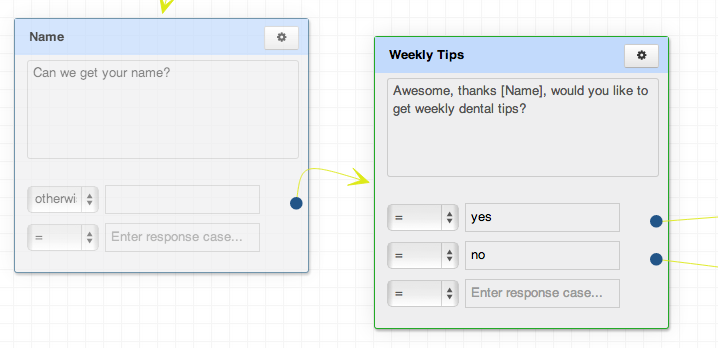 Name
Can we get your name?
otherwi
=
Enter response case...
Weekly Tips
Awesome, thanks [Name], would you like to
get weekly dental tips?
=
yes
=
no
=
Enter response case...